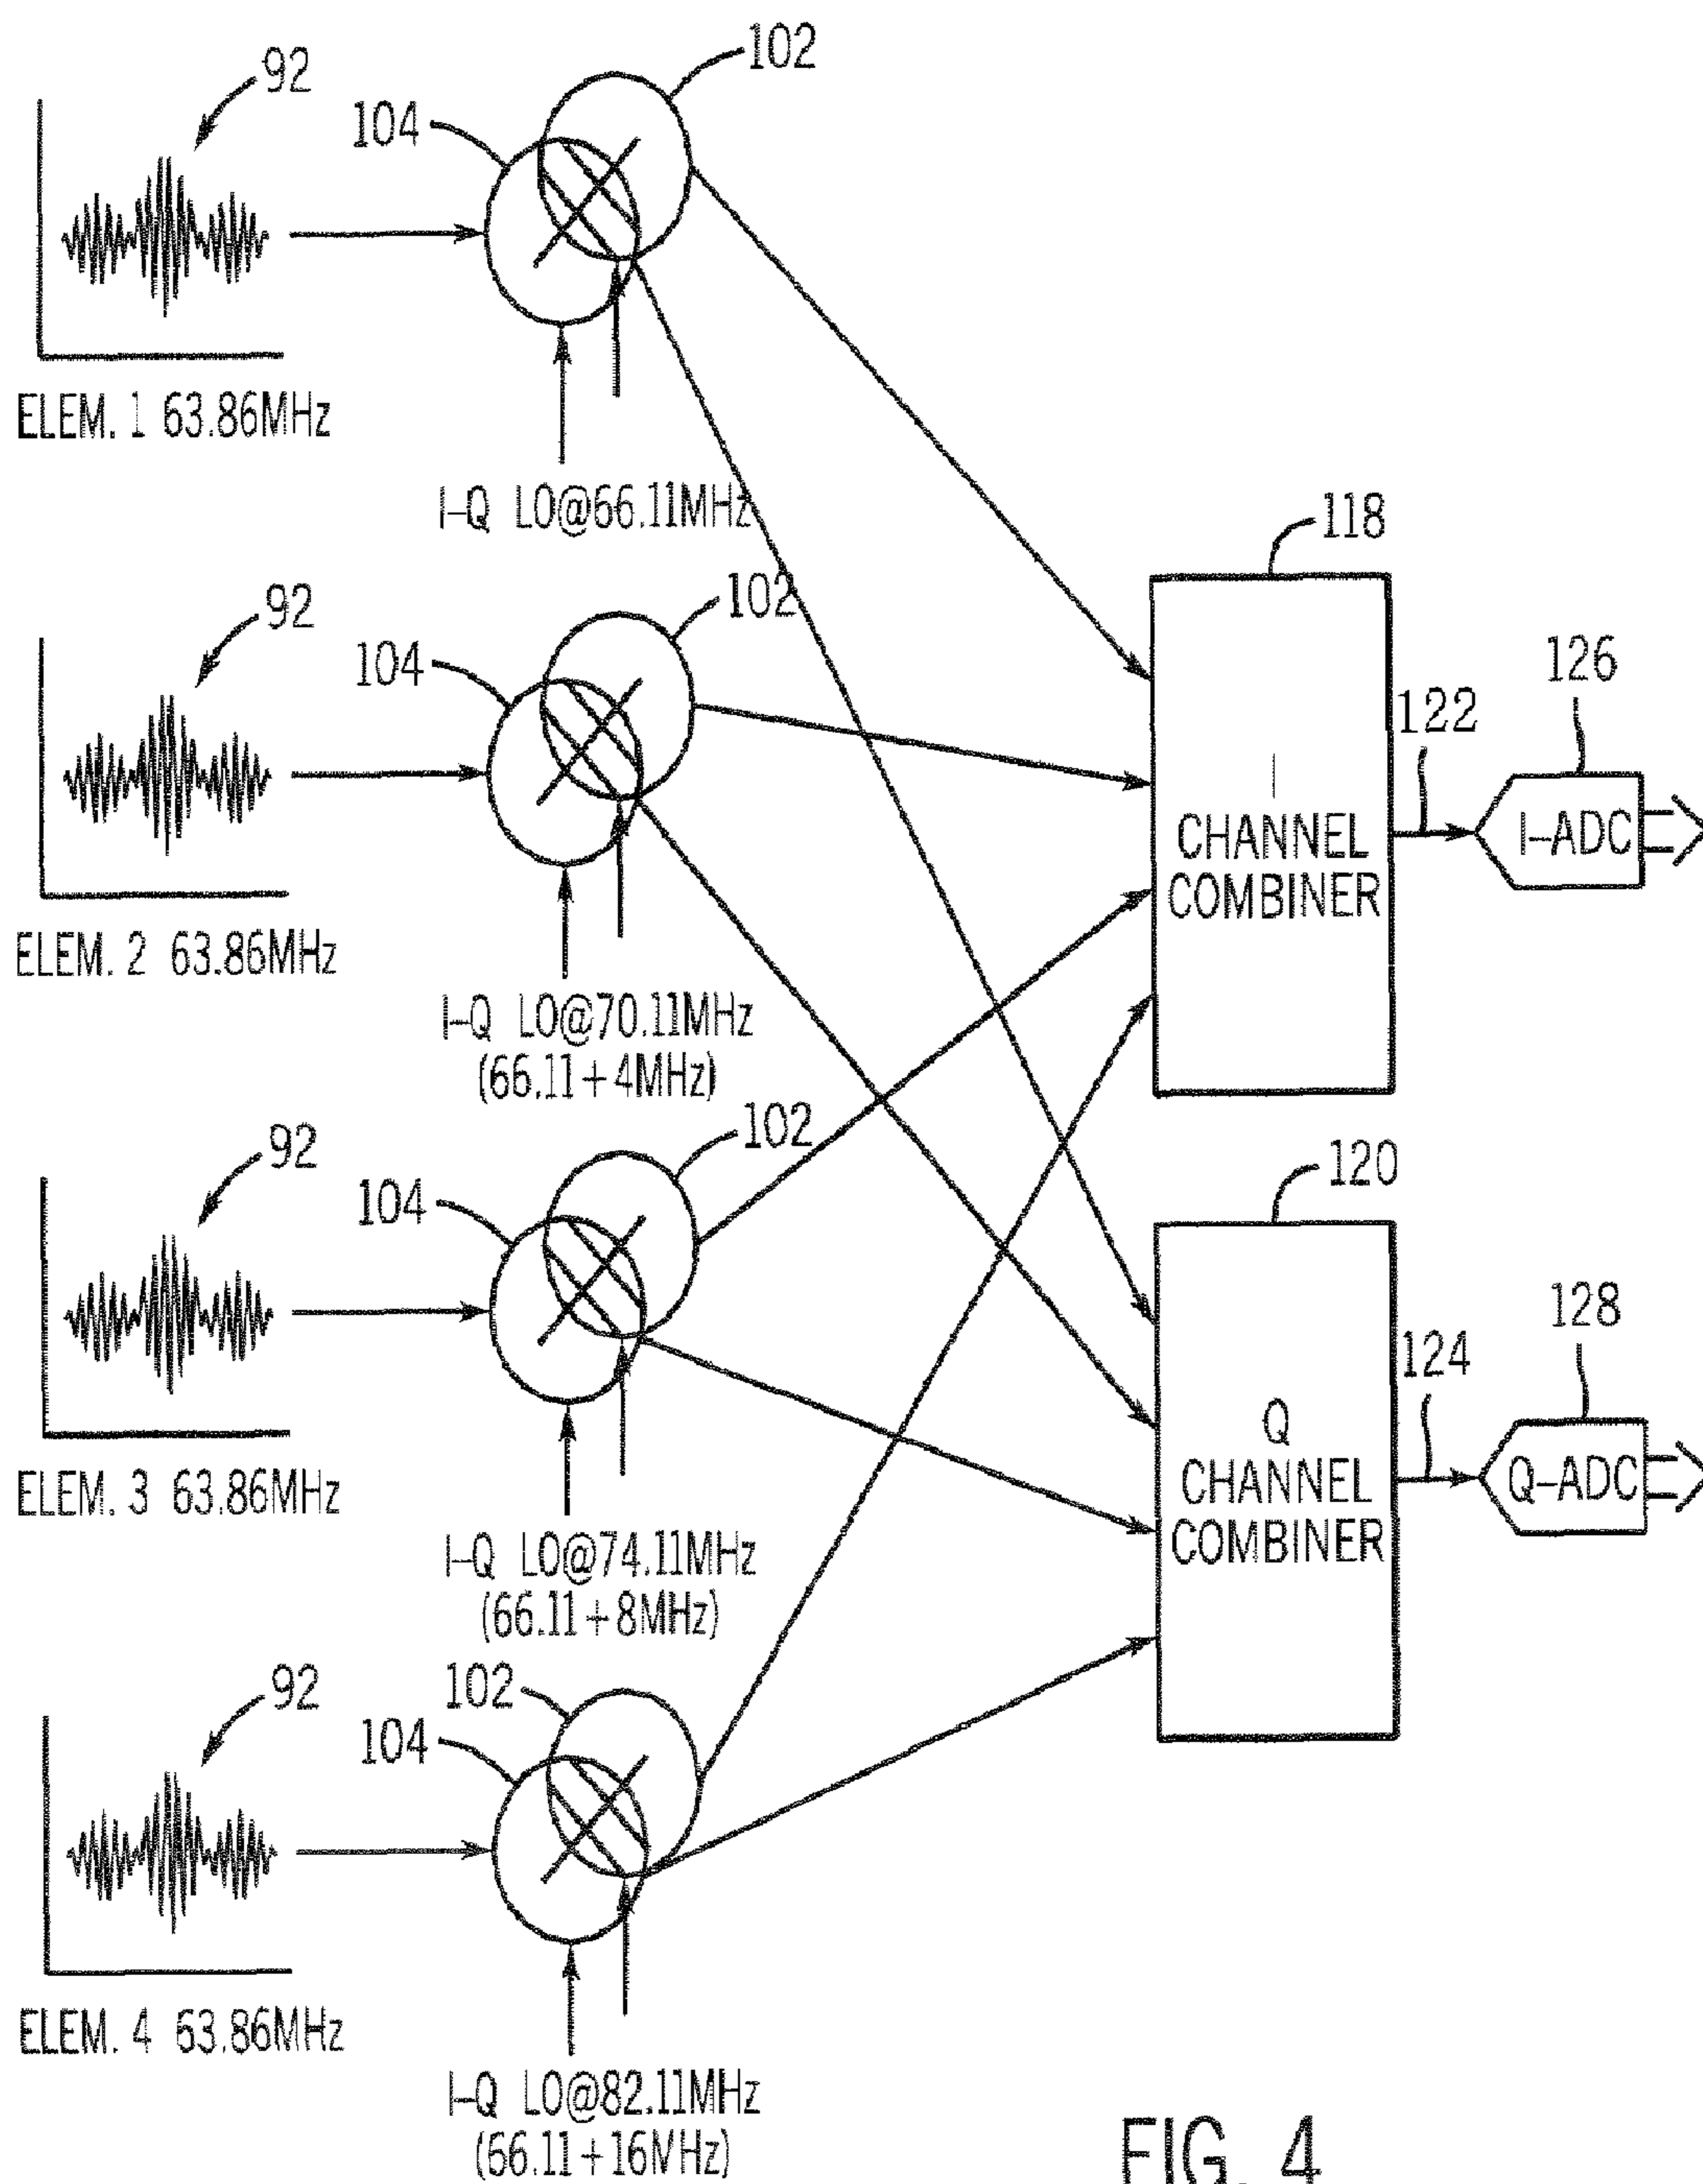 92
102
104
ELEM. 1 63.86MHz
I-Q LO@66.11MHz
92
102
104
ELEM. 2 63.86MHz
I-Q LO@70.11MHz
(66.11+4MHz)
92
102
104
ELEM. 3 63.86MHz
I-Q LO@74.11MHz
(66.11+8MHz)
92
102
104
ELEM. 4 63.86MHz
I-Q LO@82.11MHz
(66.11+16MHz)
118
I
CHANNEL
COMBINER
122
126
I-ADC
120
Q
CHANNEL
COMBINER
124
128
Q-ADC
FIG. 4